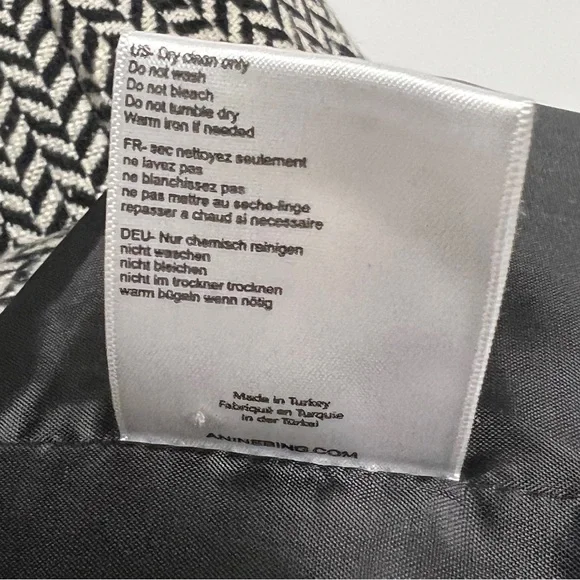 US- Dry clean only
Do not wash
Do not bleach
Do not tumble dry
Warm iron if needed
FR- sec nettoyez seulement
ne lavez pas
ne blanchissez pas
ne pas mettre au seche-linge
repasser a chaud si necessaire
DEU- Nur chemisch reinigen
nicht waschen
nicht bleichen
nicht im trockner trocknen
warm bügeln wenn nötig
Made in Turkey
Fabriqué en Turquie
in der Türkei
ANINEBING.COM